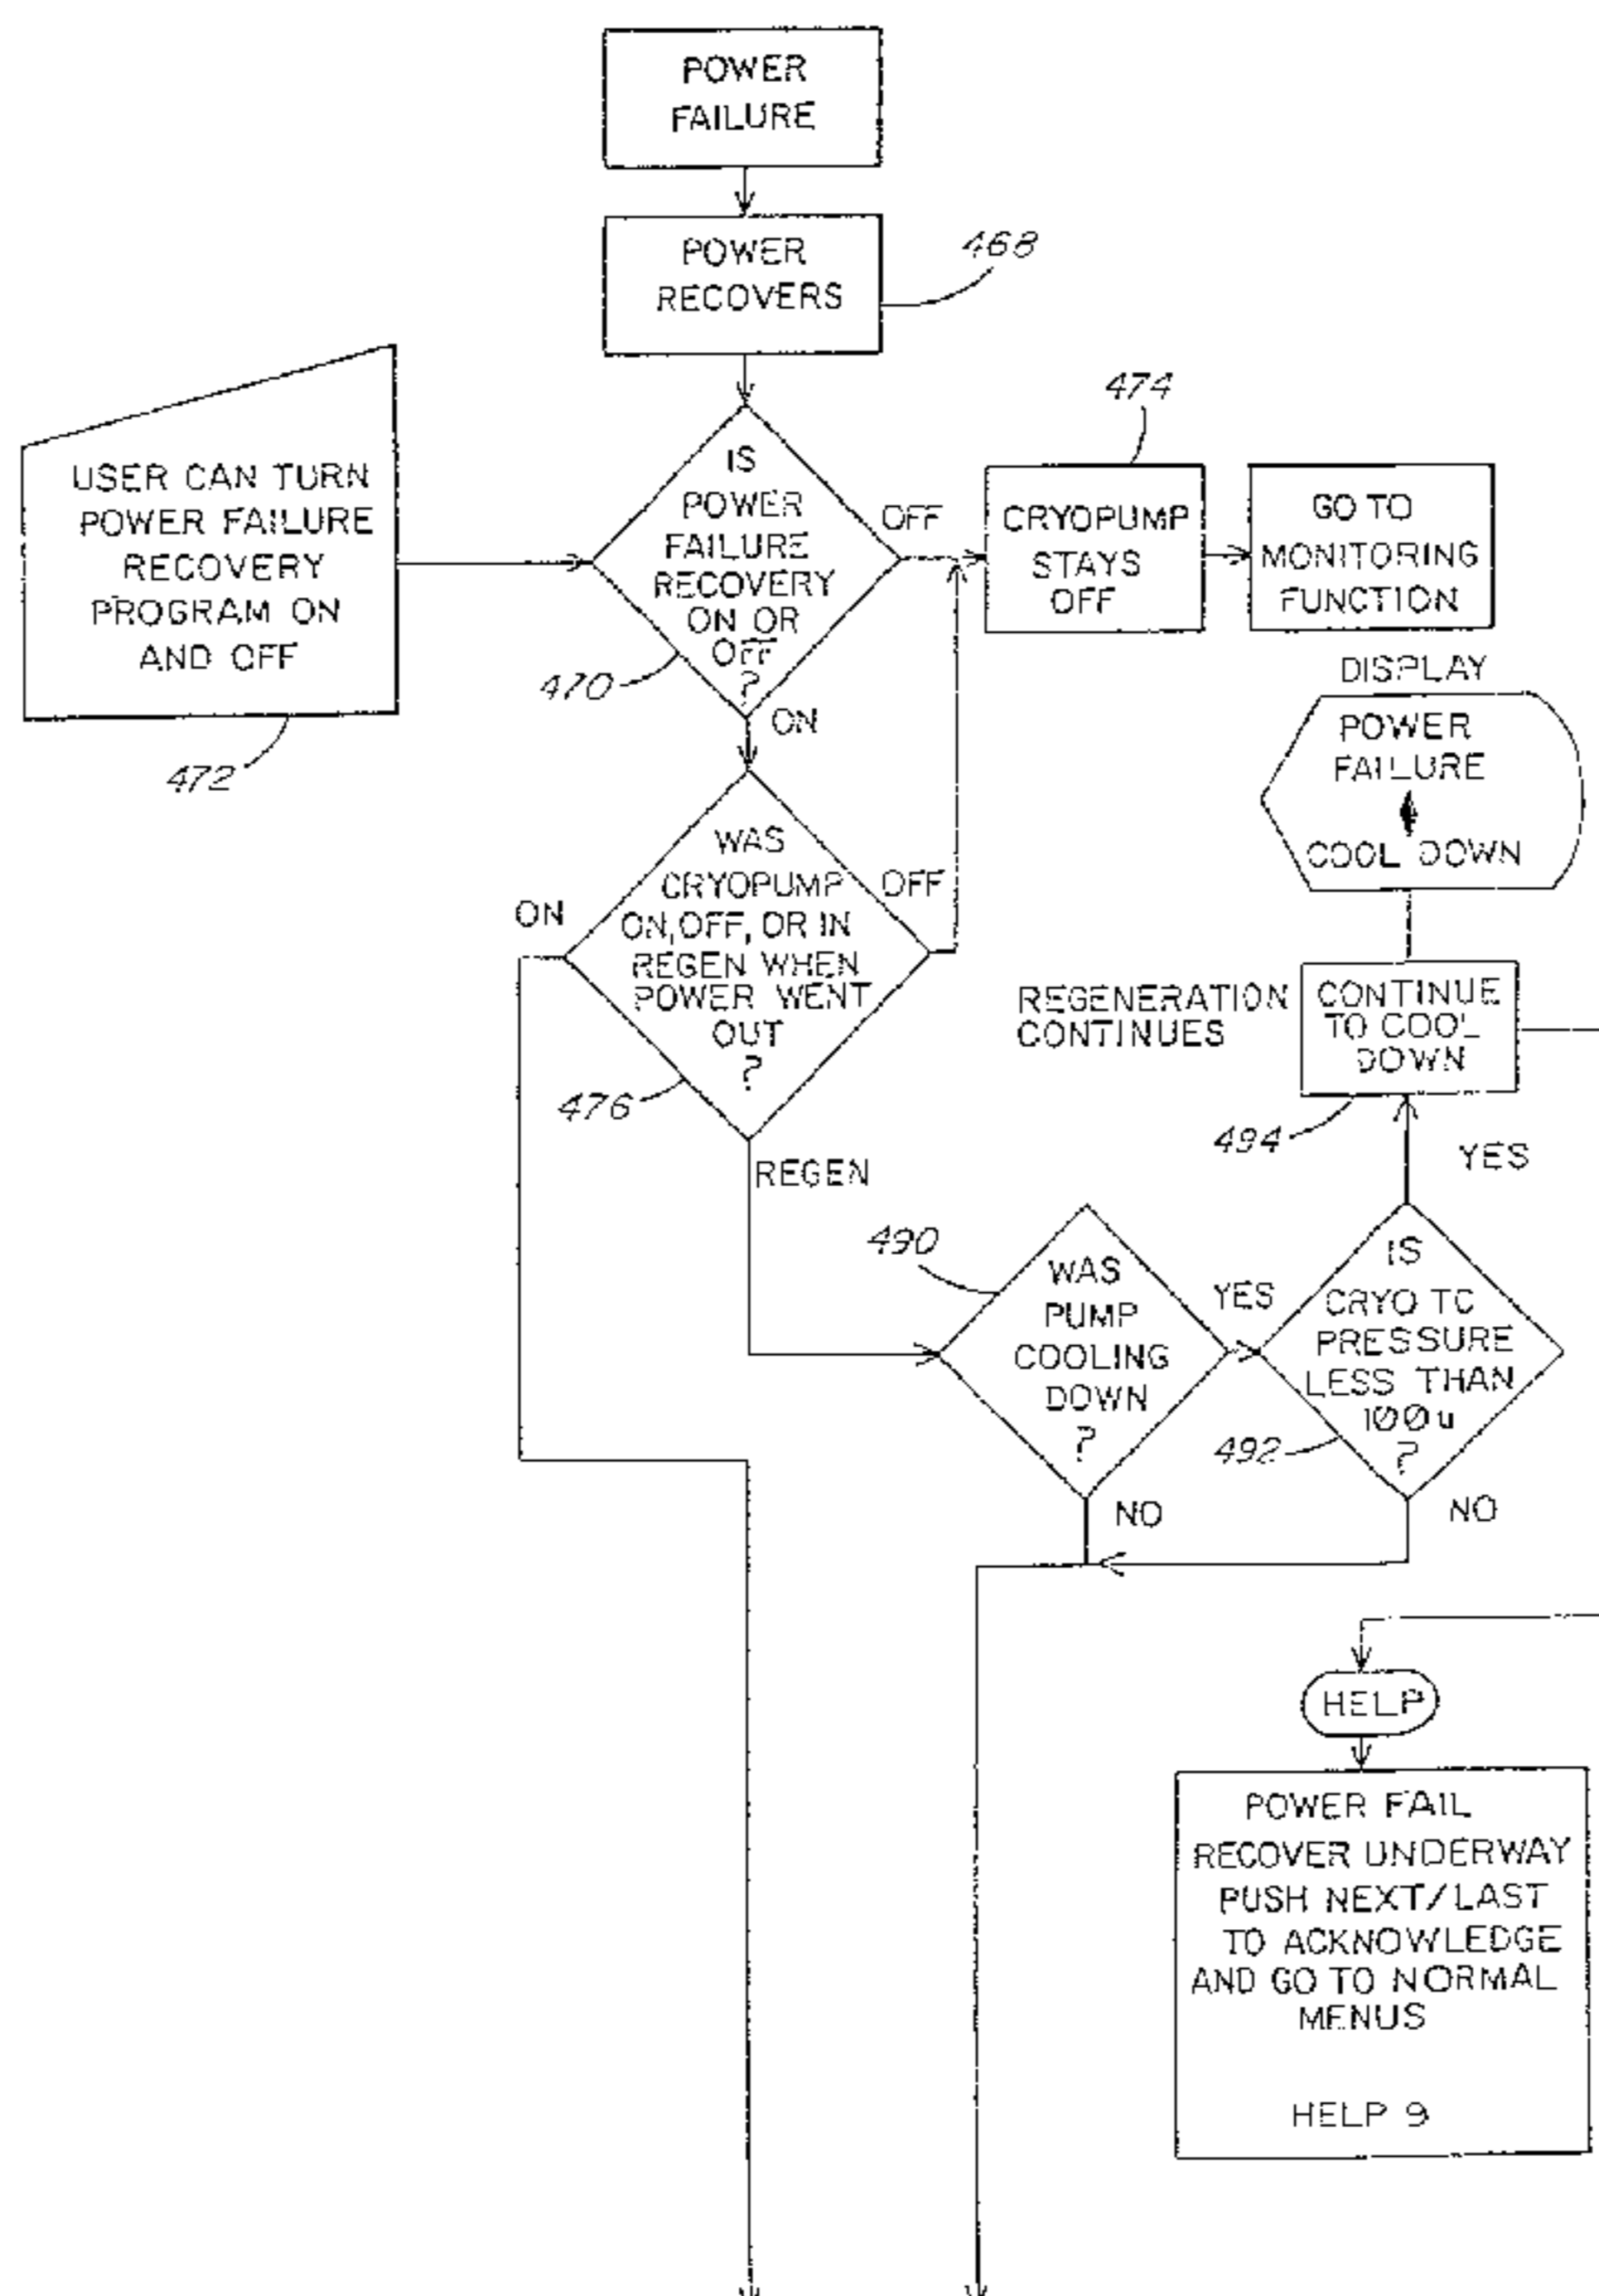 POWER
FAILURE
POWER
RECOVERS
468
474
USER CAN TURN
POWER FAILURE
RECOVERY
PROGRAM ON
AND OFF
472
IS
POWER
FAILURE
RECOVERY
ON OR
OFF
?
470
OFF
ON
CRYOPUMP
STAYS
OFF
GO TO
MONITORING
FUNCTION
DISPLAY
POWER
FAILURE
COOL DOWN
WAS
CRYOPUMP
ON, OFF, OR IN
REGEN WHEN
POWER WENT
OUT
?
ON
OFF
476
REGEN
REGENERATION
CONTINUES
CONTINUE
TO COOL
DOWN
494
YES
490
WAS
PUMP
COOLING
DOWN
?
YES
NO
IS
CRYO TC
PRESSURE
LESS THAN
100u
?
492
NO
HELP
POWER FAIL
RECOVER UNDERWAY
PUSH NEXT/LAST
TO ACKNOWLEDGE
AND GO TO NORMAL
MENUS
HELP 9